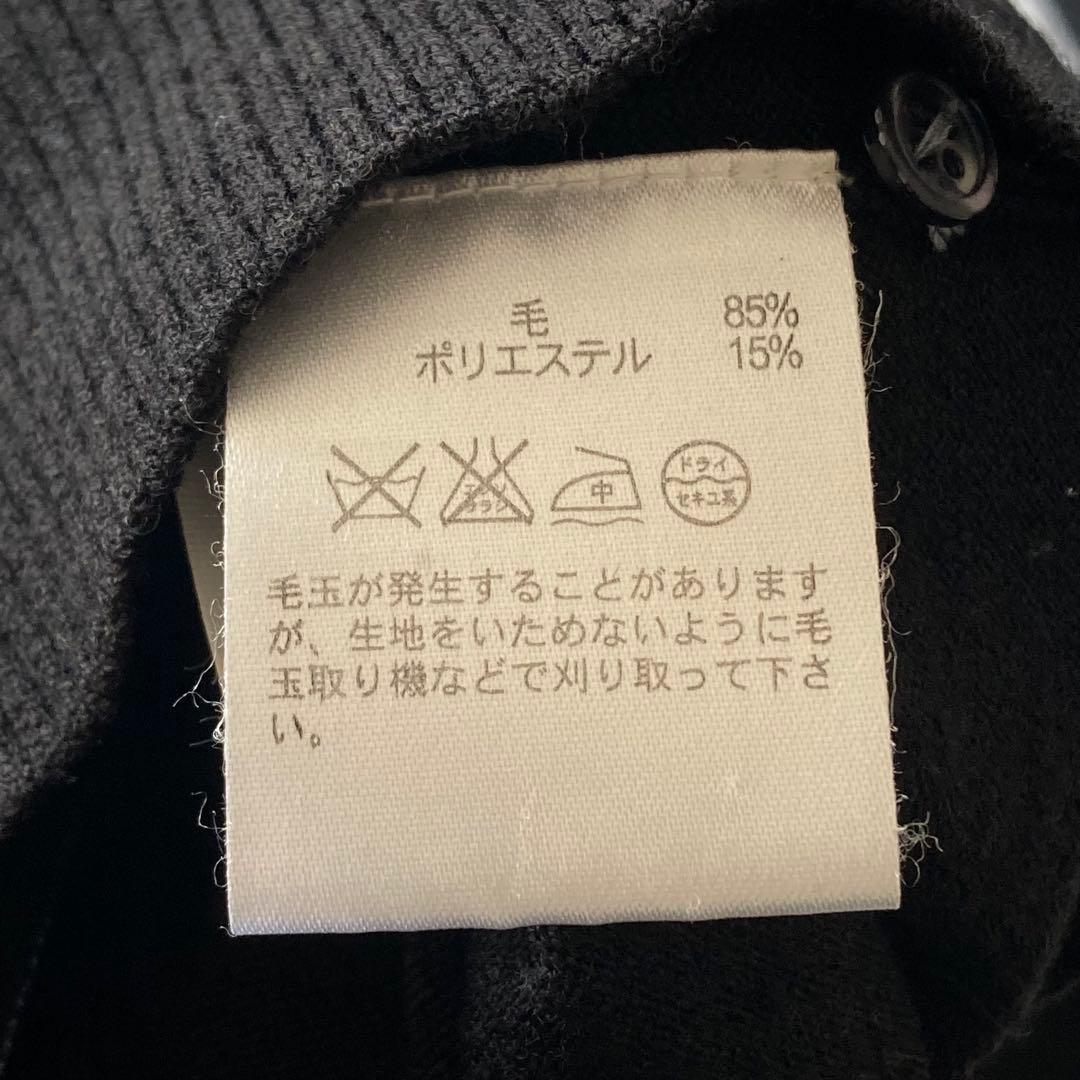 毛 85%
ポリエステル 15%
中
ドライ
セキユ系
毛玉が発生することがあります
が、生地をいためないように毛
玉取り機などで刈り取って下さ
い。